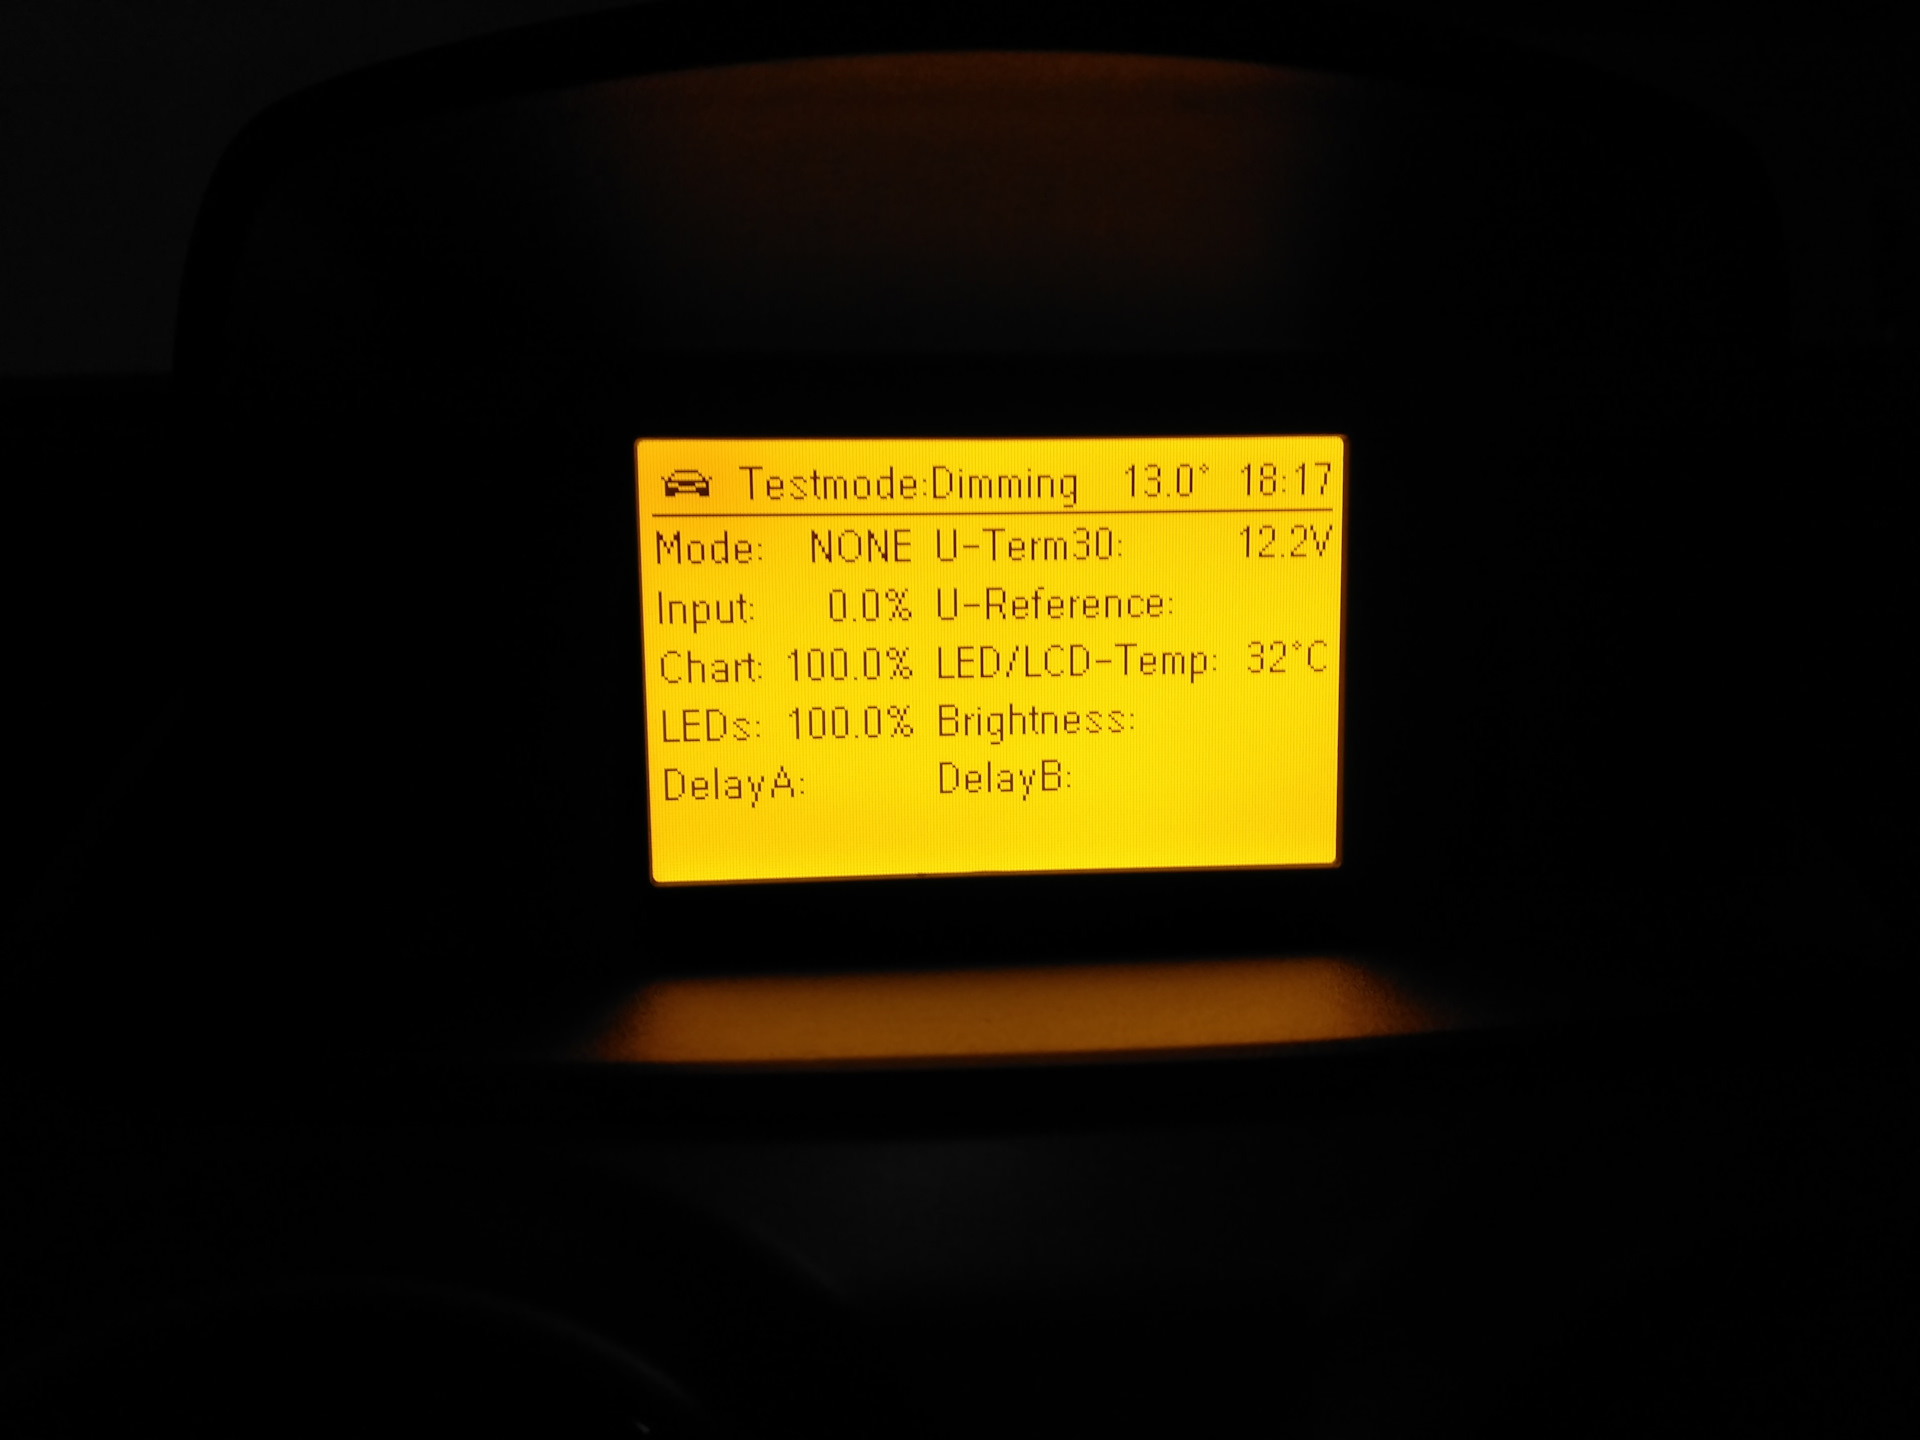 Testmode:Dimming 13.0° 18:17
Mode: NONE U-Term30: 12.2V
Input: 0.0% U-Reference:
Chart: 100.0% LED/LCD-Temp: 32°C
LEDs: 100.0% Brightness:
DelayA: DelayB: